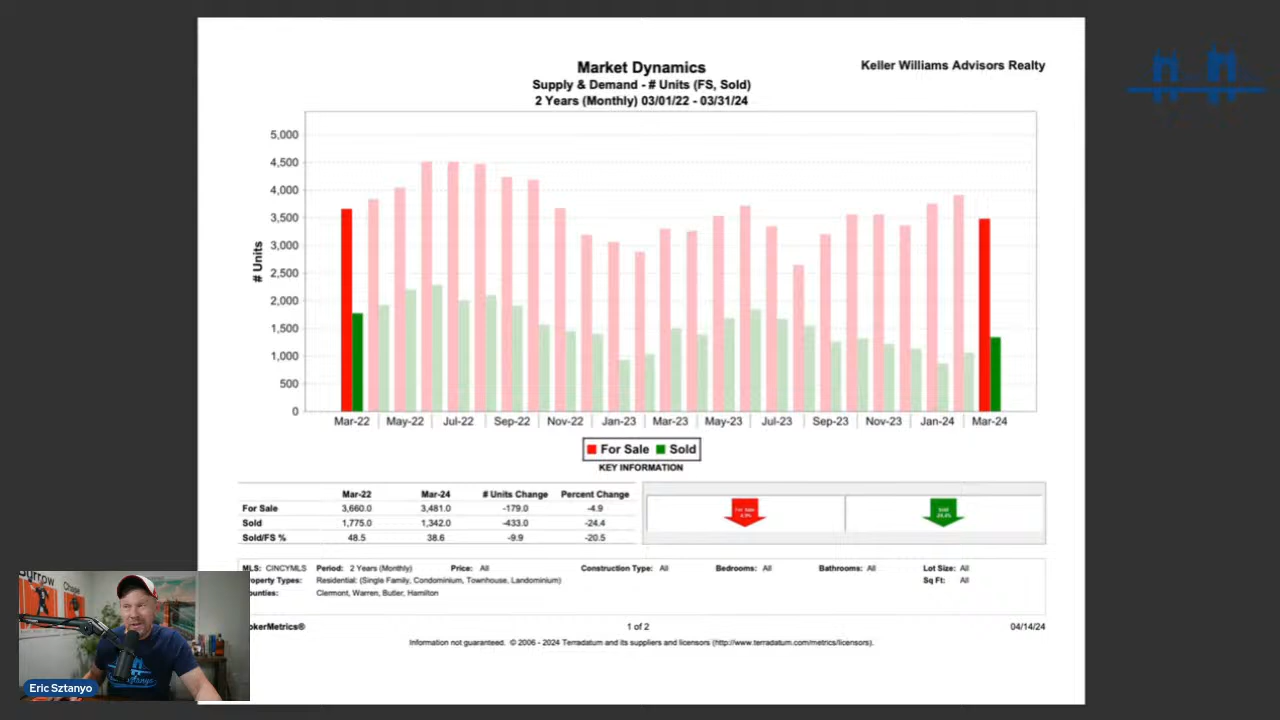 Market Dynamics
Keller Williams Advisors Realty
Supply & Demand - # Units (FS, Sold)
2 Years (Monthly) 03/01/22 - 03/31/24
5,000
4,500
4,000
3,500
3,000
2,500
2,000
1,500
1,000
500
0
# Units
Mar-22 May-22 Jul-22 Sep-22 Nov-22 Jan-23 Mar-23 May-23 Jul-23 Sep-23 Nov-23 Jan-24 Mar-24
For Sale Sold
KEY INFORMATION
Mar-22 Mar-24 # Units Change Percent Change
For Sale 3,660.0 3,481.0 -179.0 -4.9
Sold 1,775.0 1,342.0 -433.0 -24.4
Sold/FS % 48.5 38.6 -9.9 -20.5
For Sale
Sold
MLS: CINCYMLS Period: 2 Years (Monthly) Price: All Construction Type: All Bedrooms: All Bathrooms: All Lot Size: All
roperty Types: Residential: (Single Family, Condominium, Townhouse, Landominium) Sq Ft: All
ounties: Clermont, Warren, Butler, Hamilton
okerMetrics® 1 of 2 04/14/24
Information not guaranteed. © 2006 - 2024 Terradatum and its suppliers and licensors (http://www.terradatum.com/metrics/licensors).
Eric Sztanyo